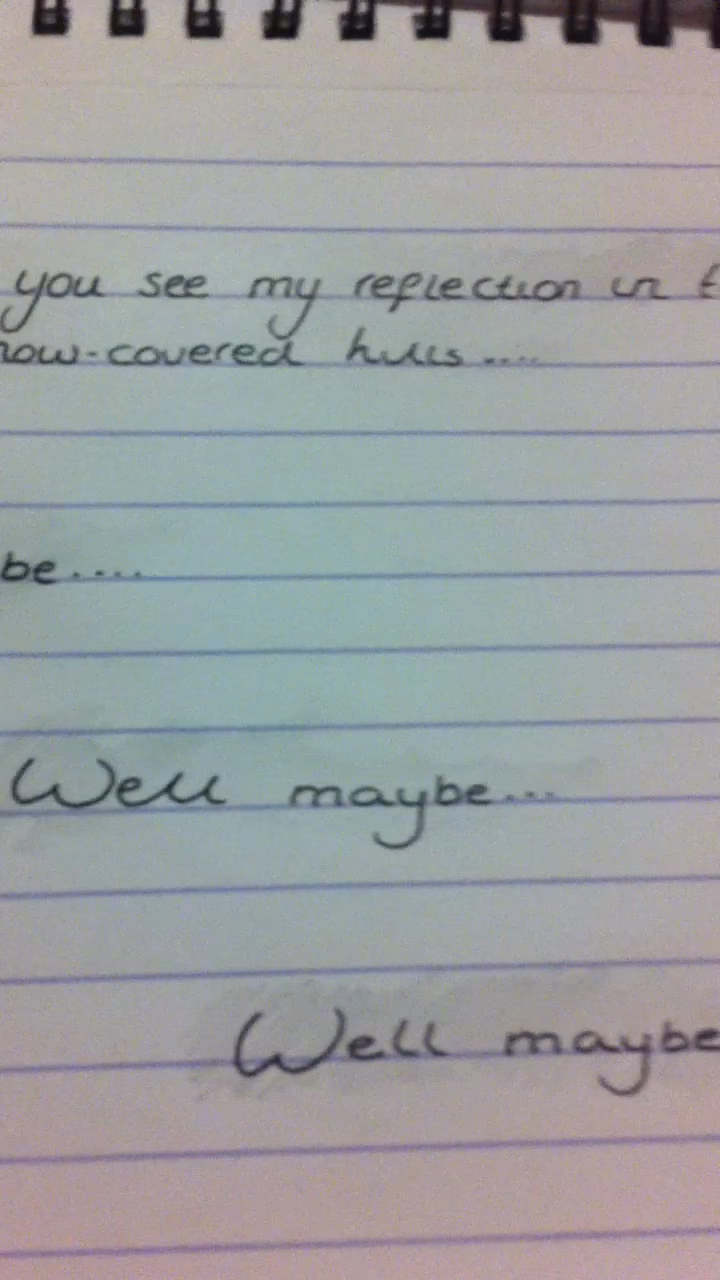 you see my reflection in t
now-covered hills.....
be....
Well maybe...
Well maybe